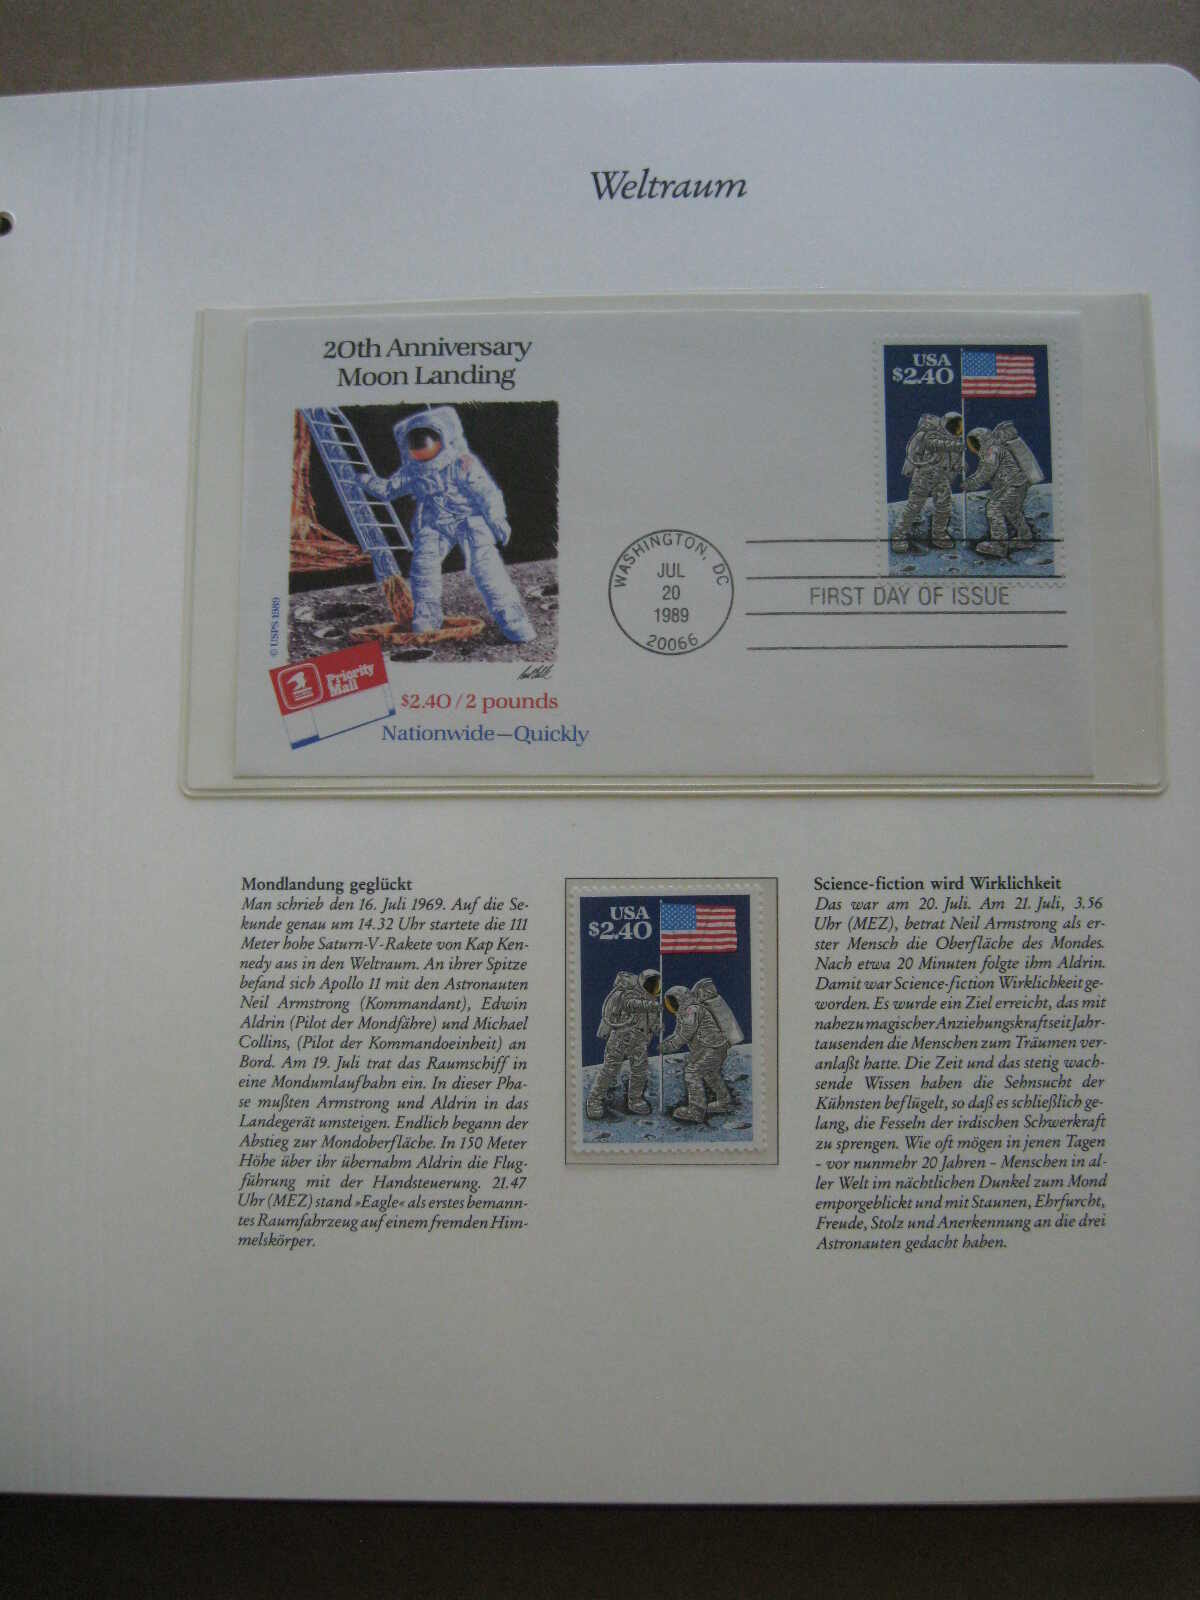 Weltraum
20th Anniversary
Moon Landing
© USPS 1989
Priority
Mail
$2.40 / 2 pounds
Nationwide—Quickly
WASHINGTON, DC
JUL
20
1989
20066
USA
$2.40
FIRST DAY OF ISSUE
Mondlandung geglückt
Man schrieb den 16. Juli 1969. Auf die Se-
kunde genau um 14.32 Uhr startete die 111
Meter hohe Saturn-V-Rakete von Kap Ken-
nedy aus in den Weltraum. An ihrer Spitze
befand sich Apollo 11 mit den Astronauten
Neil Armstrong (Kommandant), Edwin
Aldrin (Pilot der Mondfähre) und Michael
Collins, (Pilot der Kommandoeinheit) an
Bord. Am 19. Juli trat das Raumschiff in
eine Mondumlaufbahn ein. In dieser Pha-
se mußten Armstrong und Aldrin in das
Landegerät umsteigen. Endlich begann der
Abstieg zur Mondoberfläche. In 150 Meter
Höhe über ihr übernahm Aldrin die Flug-
führung mit der Handsteuerung. 21.47
Uhr (MEZ) stand »Eagle« als erstes bemann-
tes Raumfahrzeug auf einem fremden Him-
melskörper.
USA
$2.40
Science-fiction wird Wirklichkeit
Das war am 20. Juli. Am 21. Juli, 3.56
Uhr (MEZ), betrat Neil Armstrong als er-
ster Mensch die Oberfläche des Mondes.
Nach etwa 20 Minuten folgte ihm Aldrin.
Damit war Science-fiction Wirklichkeit ge-
worden. Es wurde ein Ziel erreicht, das mit
nahezu magischer Anziehungskraft seit Jahr-
tausenden die Menschen zum Träumen ver-
anlaßt hatte. Die Zeit und das stetig wach-
sende Wissen haben die Sehnsucht der
Kühnsten beflügelt, so daß es schließlich ge-
lang, die Fesseln der irdischen Schwerkraft
zu sprengen. Wie oft mögen in jenen Tagen
- vor nunmehr 20 Jahren - Menschen in al-
ler Welt im nächtlichen Dunkel zum Mond
emporgeblickt und mit Staunen, Ehrfurcht,
Freude, Stolz und Anerkennung an die drei
Astronauten gedacht haben.